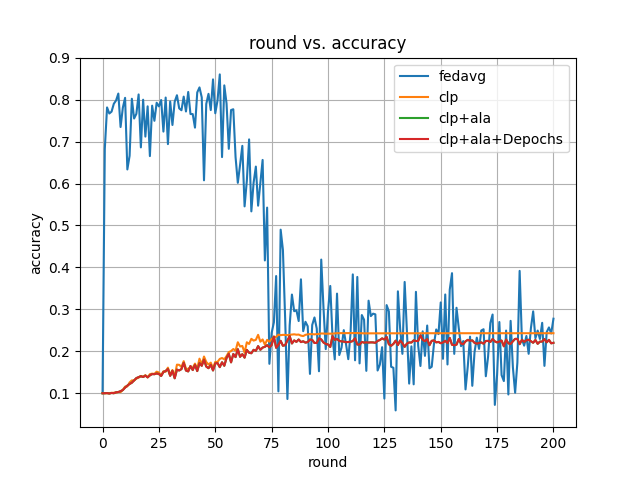 round vs. accuracy
0.9
0.8
0.7
0.6
0.5
0.4
0.3
0.2
0.1
accuracy
fedavg
clp
clp+ala
clp+ala+Depochs
0 25 50 75 100 125 150 175 200
round